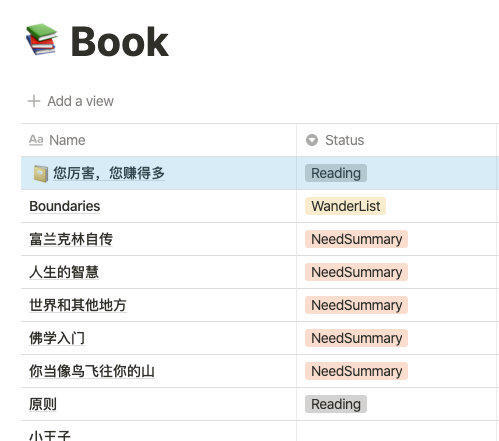 Book
Add a view
Aa Name Status
您厉害，您赚得多 Reading
Boundaries WanderList
富兰克林自传 NeedSummary
人生的智慧 NeedSummary
世界和其他地方 NeedSummary
佛学入门 NeedSummary
你当像鸟飞往你的山 NeedSummary
原则 Reading
小王子